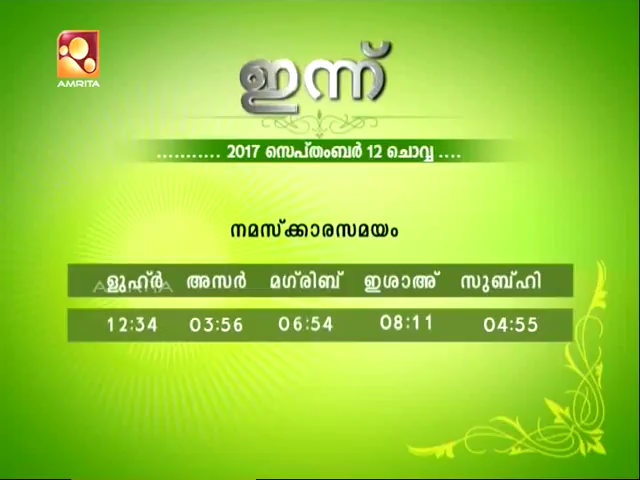 AMRITA
ഇന്ന്
........... 2017 സെപ്തംബർ 12 ചൊവ്വ ....
നമസ്ക്കാരസമയം
ളുഹ്ർ അസർ മഗ്‌രിബ് ഇശാഅ് സുബ്ഹി
12:34 03:56 06:54 08:11 04:55